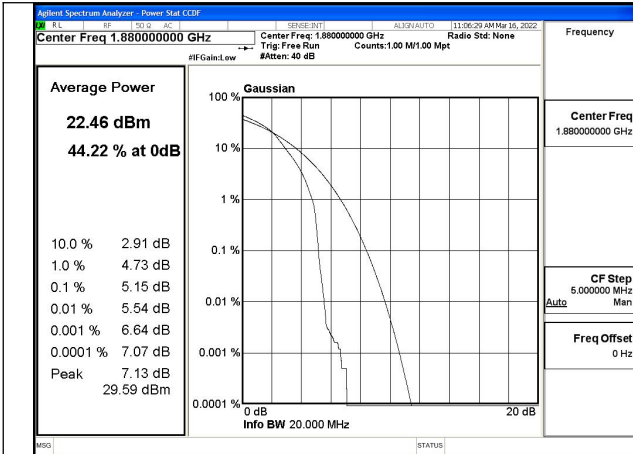 Agilent Spectrum Analyzer - Power Stat CCDF
RL RF 50 Ω AC SENSE:INT ALIGNAUTO 11:06:29 AM Mar 16, 2022
Center Freq 1.880000000 GHz
Center Freq: 1.880000000 GHz Radio Std: None
Trig: Free Run Counts:1.00 M/1.00 Mpt
#IFGain:Low #Atten: 40 dB
Frequency
Average Power
22.46 dBm
44.22 % at 0dB
10.0 % 2.91 dB
1.0 % 4.73 dB
0.1 % 5.15 dB
0.01 % 5.54 dB
0.001 % 6.64 dB
0.0001 % 7.07 dB
Peak 7.13 dB
29.59 dBm
Gaussian
100 %
10 %
1 %
0.1 %
0.01 %
0.001 %
0.0001 %
0 dB 20 dB
Info BW 20.000 MHz
Center Freq
1.880000000 GHz
CF Step
5.000000 MHz
Auto Man
Freq Offset
0 Hz
MSG STATUS